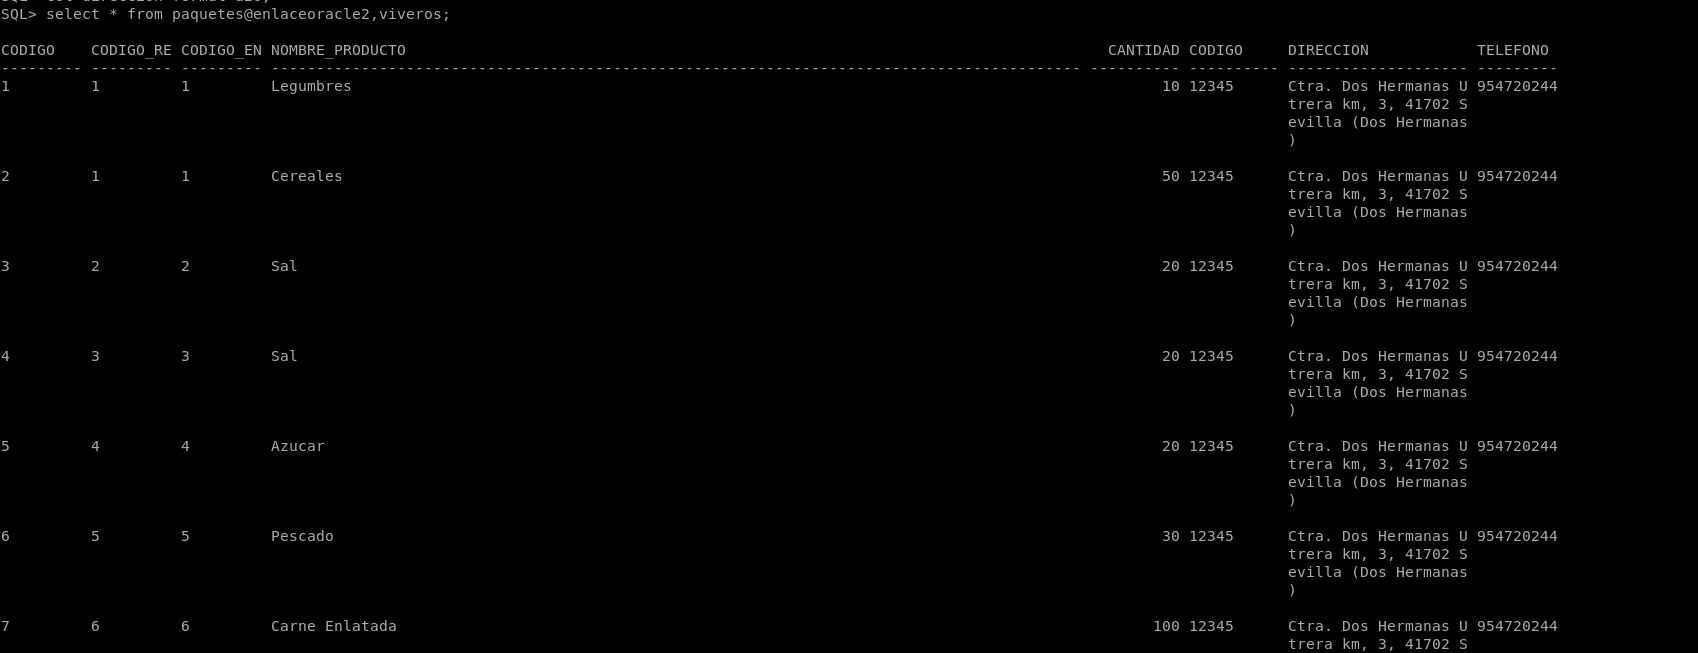 SQL> select * from paquetes@enlaceoracle2,viveros;
CODIGO    CODIGO_RE CODIGO_EN NOMBRE_PRODUCTO                                                                              CANTIDAD CODIGO     DIRECCION            TELEFONO
--------- --------- --------- ------------------------------------------------------------------------------------------ ---------- ---------- -------------------- ---------
1         1         1         Legumbres                                                                                          10 12345      Ctra. Dos Hermanas U 954720244
trera km, 3, 41702 S
evilla (Dos Hermanas
)
2         1         1         Cereales                                                                                           50 12345      Ctra. Dos Hermanas U 954720244
trera km, 3, 41702 S
evilla (Dos Hermanas
)
3         2         2         Sal                                                                                                20 12345      Ctra. Dos Hermanas U 954720244
trera km, 3, 41702 S
evilla (Dos Hermanas
)
4         3         3         Sal                                                                                                20 12345      Ctra. Dos Hermanas U 954720244
trera km, 3, 41702 S
evilla (Dos Hermanas
)
5         4         4         Azucar                                                                                             20 12345      Ctra. Dos Hermanas U 954720244
trera km, 3, 41702 S
evilla (Dos Hermanas
)
6         5         5         Pescado                                                                                            30 12345      Ctra. Dos Hermanas U 954720244
trera km, 3, 41702 S
evilla (Dos Hermanas
)
7         6         6         Carne Enlatada                                                                                    100 12345      Ctra. Dos Hermanas U 954720244
trera km, 3, 41702 S